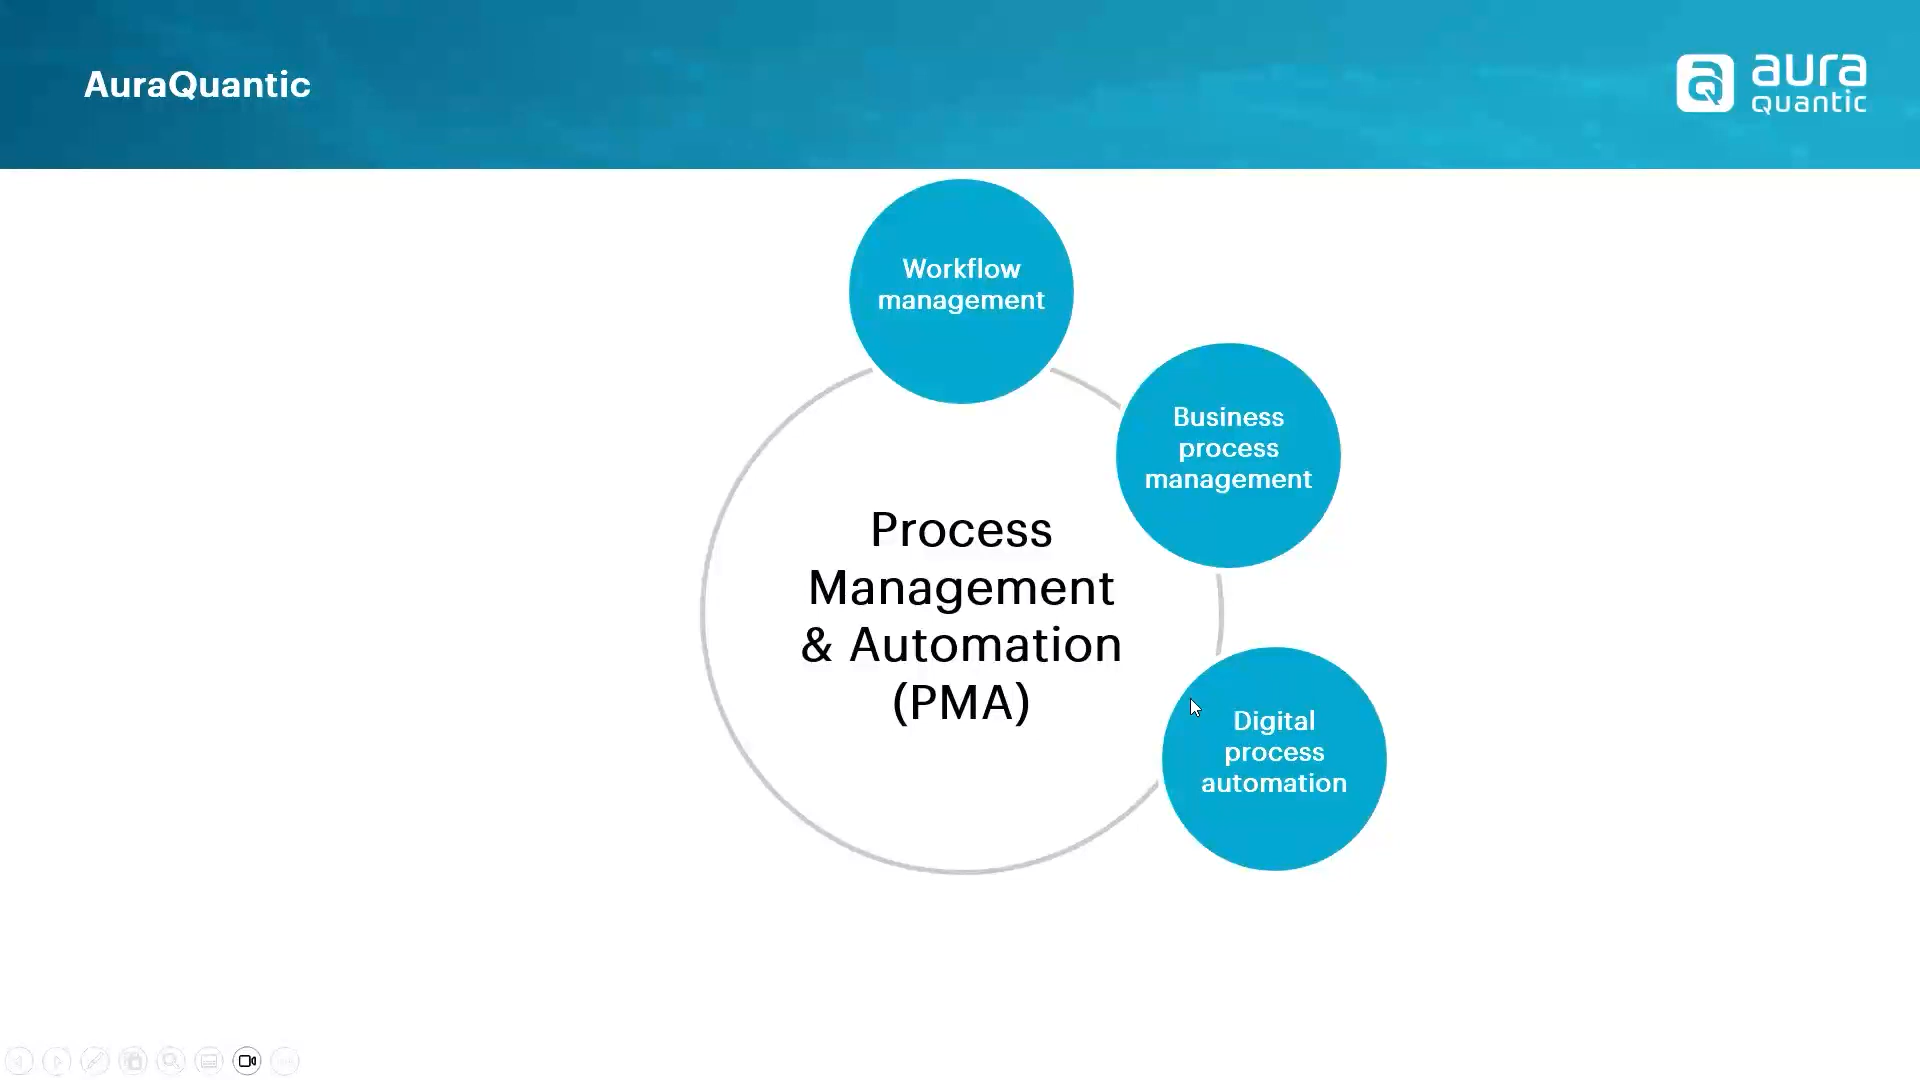 AuraQuantic
aura
quantic
Workflow
management
Business
process
management
Process
Management
& Automation
(PMA)
Digital
process
automation